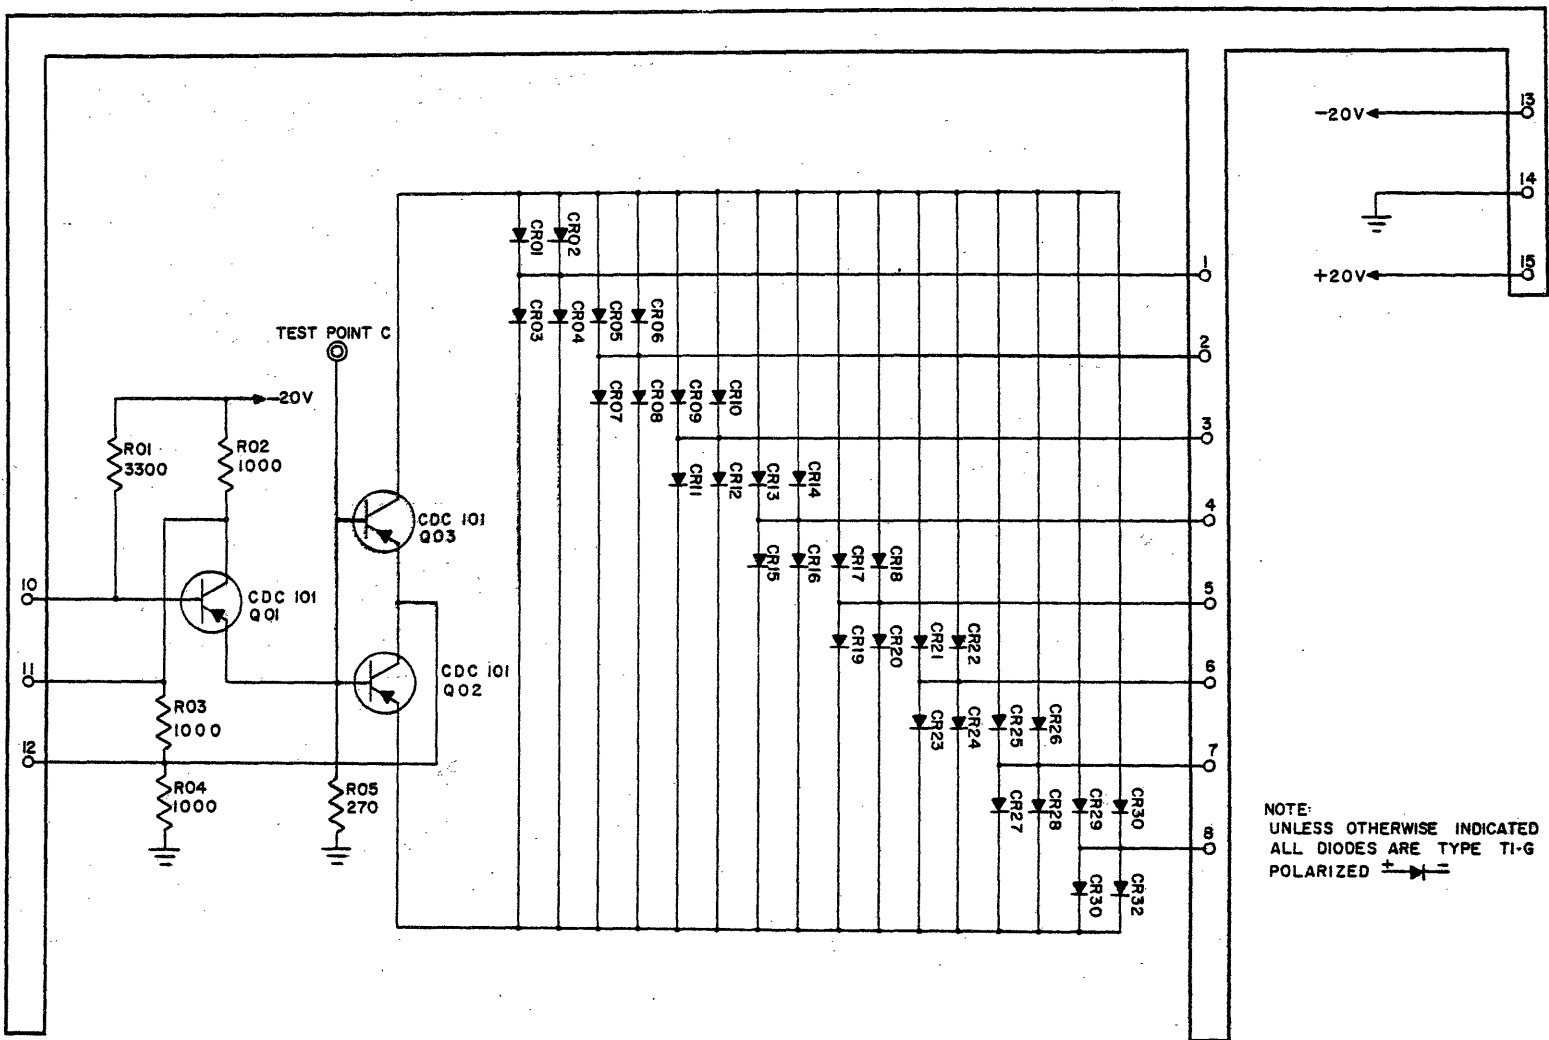 13
-20V
14
15
+20V
CR01
CR02
1
CR03
CR04
CR05
CR06
TEST POINT C
2
CR07
CR08
CR09
CR10
-20V
3
R01
3300
R02
1000
CR11
CR12
CR13
CR14
4
CDC 101
Q03
CR15
CR16
CR17
CR18
10
CDC 101
Q01
5
CR19
CR20
CR21
CR22
11
CDC 101
Q02
6
R03
1000
CR23
CR24
CR25
CR26
12
7
R04
1000
R05
270
CR27
CR28
CR29
CR30
8
CR30
CR32
NOTE:
UNLESS OTHERWISE INDICATED
ALL DIODES ARE TYPE TI-G
POLARIZED + -